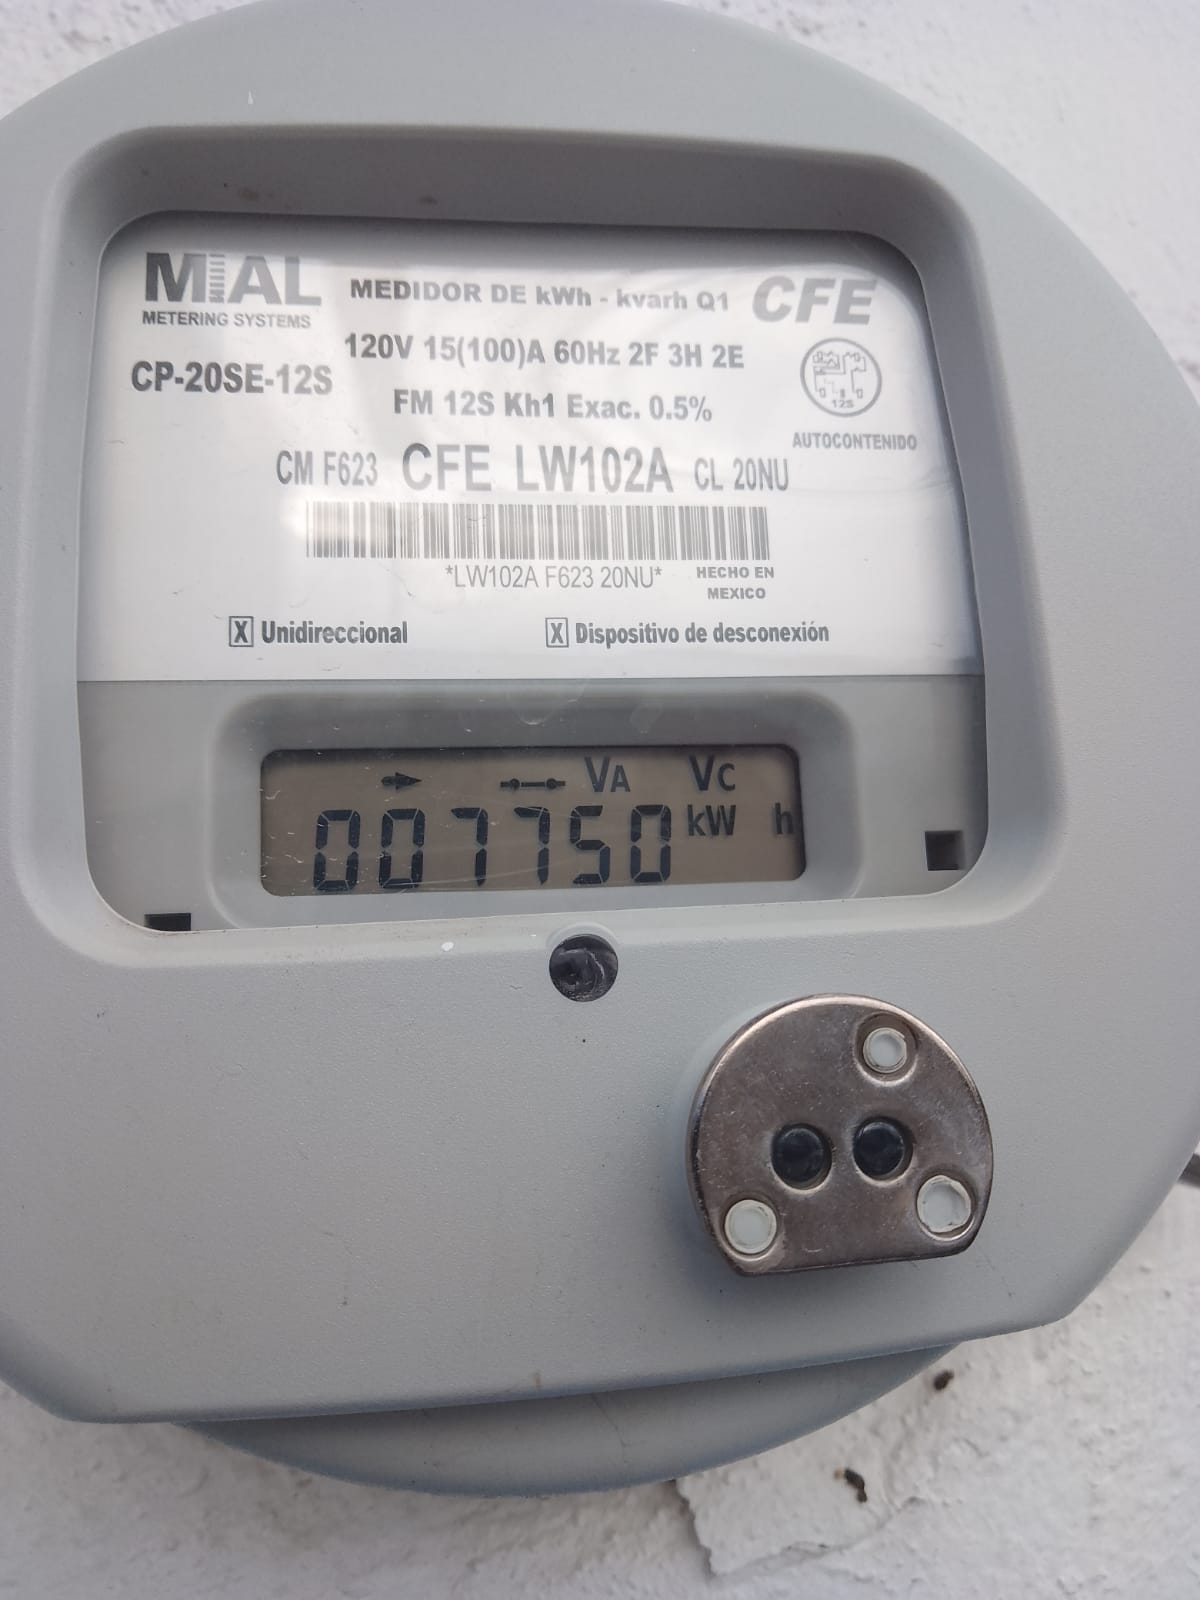 MIAL
METERING SYSTEMS
MEDIDOR DE kWh - kvarh Q1
CFE
120V 15(100)A 60Hz 2F 3H 2E
CP-20SE-12S
FM 12S Kh1 Exac. 0.5%
12S
AUTOCONTENIDO
CM F623 CFE LW102A CL 20NU
*LW102A F623 20NU*
HECHO EN
MEXICO
X Unidireccional
X Dispositivo de desconexión
VA VC
007750 kW h